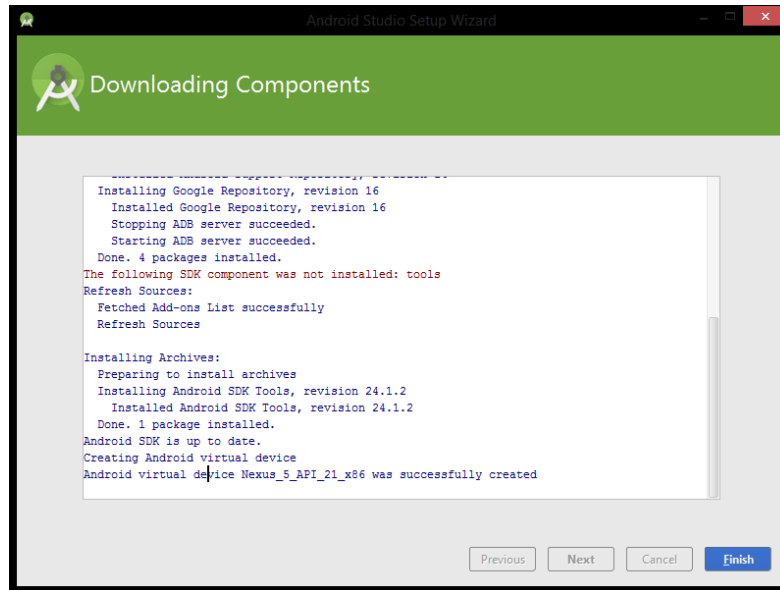 Android Studio Setup Wizard
Downloading Components
Installing Google Repository, revision 16
Installed Google Repository, revision 16
Stopping ADB server succeeded.
Starting ADB server succeeded.
Done. 4 packages installed.
The following SDK component was not installed: tools
Refresh Sources:
Fetched Add-ons List successfully
Refresh Sources
Installing Archives:
Preparing to install archives
Installing Android SDK Tools, revision 24.1.2
Installed Android SDK Tools, revision 24.1.2
Done. 1 package installed.
Android SDK is up to date.
Creating Android virtual device
Android virtual device Nexus_5_API_21_x86 was successfully created
Previous Next Cancel Finish